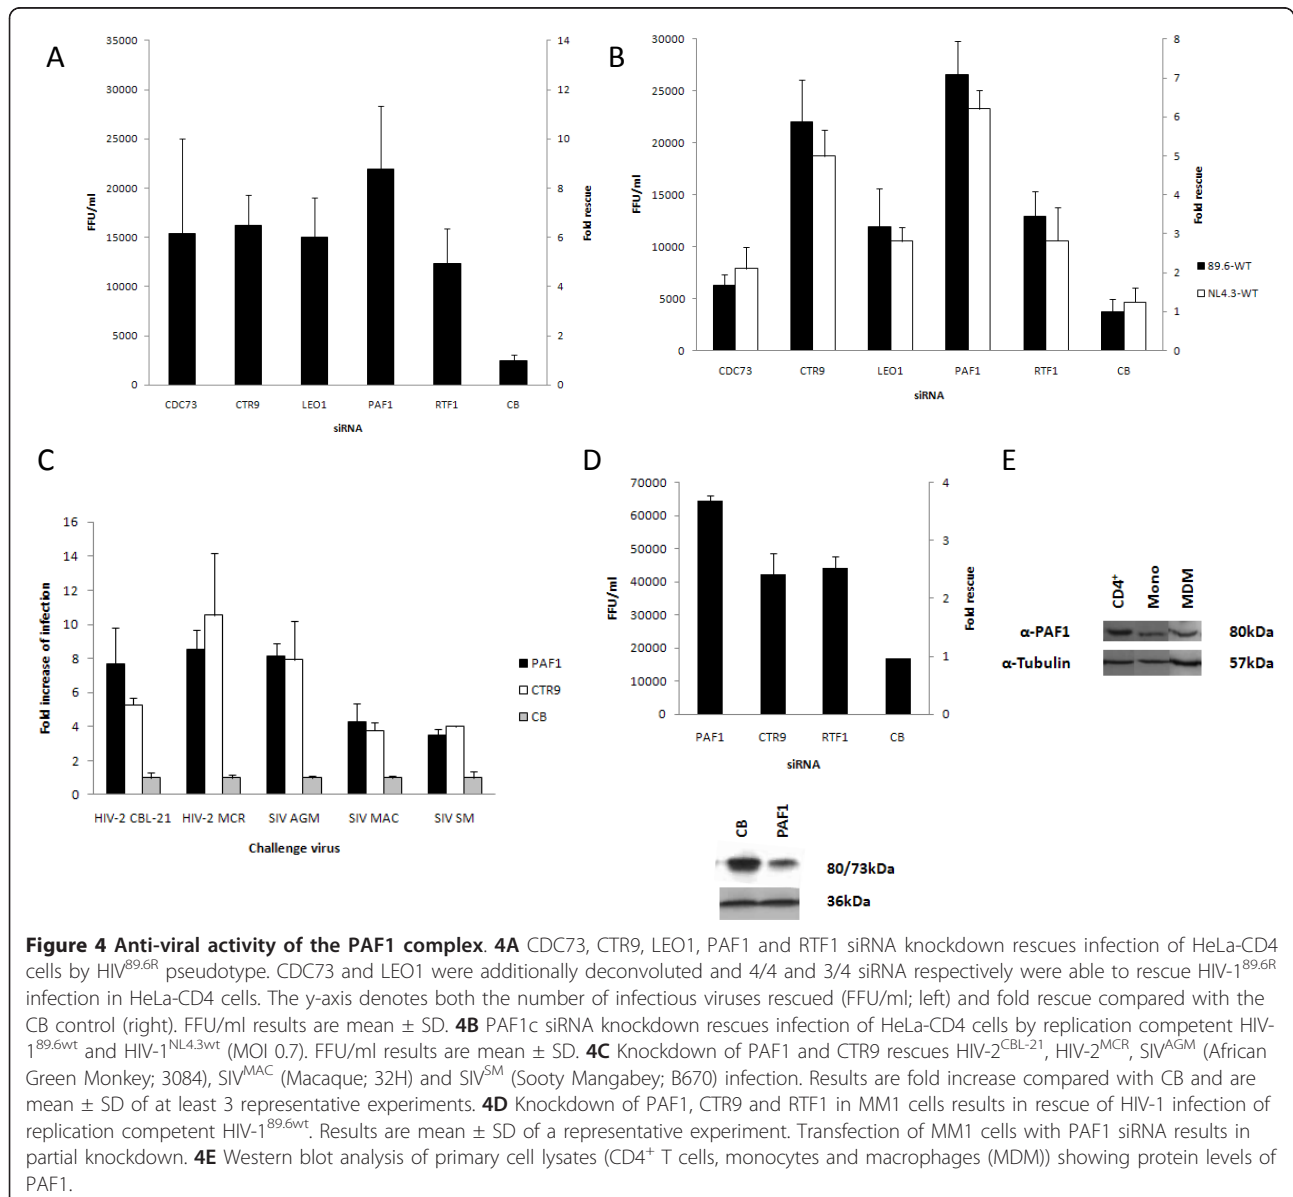 A
35000
30000
25000
20000
15000
10000
5000
0
FFU/ml
14
12
10
8
6
4
2
0
Fold rescue
CDC73 CTR9 LEO1 PAF1 RTF1 CB
siRNA
B
30000
25000
20000
15000
10000
5000
0
FFU/ml
8
7
6
5
4
3
2
1
0
Fold rescue
89.6-WT
NL4.3-WT
CDC73 CTR9 LEO1 PAF1 RTF1 CB
siRNA
C
16
14
12
10
8
6
4
2
0
Fold increase of infection
PAF1
CTR9
CB
HIV-2 CBL-21 HIV-2 MCR SIV AGM SIV MAC SIV SM
Challenge virus
D
70000
60000
50000
40000
30000
20000
10000
0
FFU/ml
4
3
2
1
0
Fold rescue
PAF1 CTR9 RTF1 CB
siRNA
CB PAF1
80/73kDa
36kDa
E
CD4+ Mono MDM
α-PAF1 80kDa
α-Tubulin 57kDa
Figure 4 Anti-viral activity of the PAF1 complex. 4A CDC73, CTR9, LEO1, PAF1 and RTF1 siRNA knockdown rescues infection of HeLa-CD4
cells by HIV89.6R pseudotype. CDC73 and LEO1 were additionally deconvoluted and 4/4 and 3/4 siRNA respectively were able to rescue HIV-189.6R
infection in HeLa-CD4 cells. The y-axis denotes both the number of infectious viruses rescued (FFU/ml; left) and fold rescue compared with the
CB control (right). FFU/ml results are mean ± SD. 4B PAF1c siRNA knockdown rescues infection of HeLa-CD4 cells by replication competent HIV-
189.6wt and HIV-1NL4.3wt (MOI 0.7). FFU/ml results are mean ± SD. 4C Knockdown of PAF1 and CTR9 rescues HIV-2CBL-21, HIV-2MCR, SIVAGM (African
Green Monkey; 3084), SIVMAC (Macaque; 32H) and SIVSM (Sooty Mangabey; B670) infection. Results are fold increase compared with CB and are
mean ± SD of at least 3 representative experiments. 4D Knockdown of PAF1, CTR9 and RTF1 in MM1 cells results in rescue of HIV-1 infection of
replication competent HIV-189.6wt. Results are mean ± SD of a representative experiment. Transfection of MM1 cells with PAF1 siRNA results in
partial knockdown. 4E Western blot analysis of primary cell lysates (CD4+ T cells, monocytes and macrophages (MDM)) showing protein levels of
PAF1.